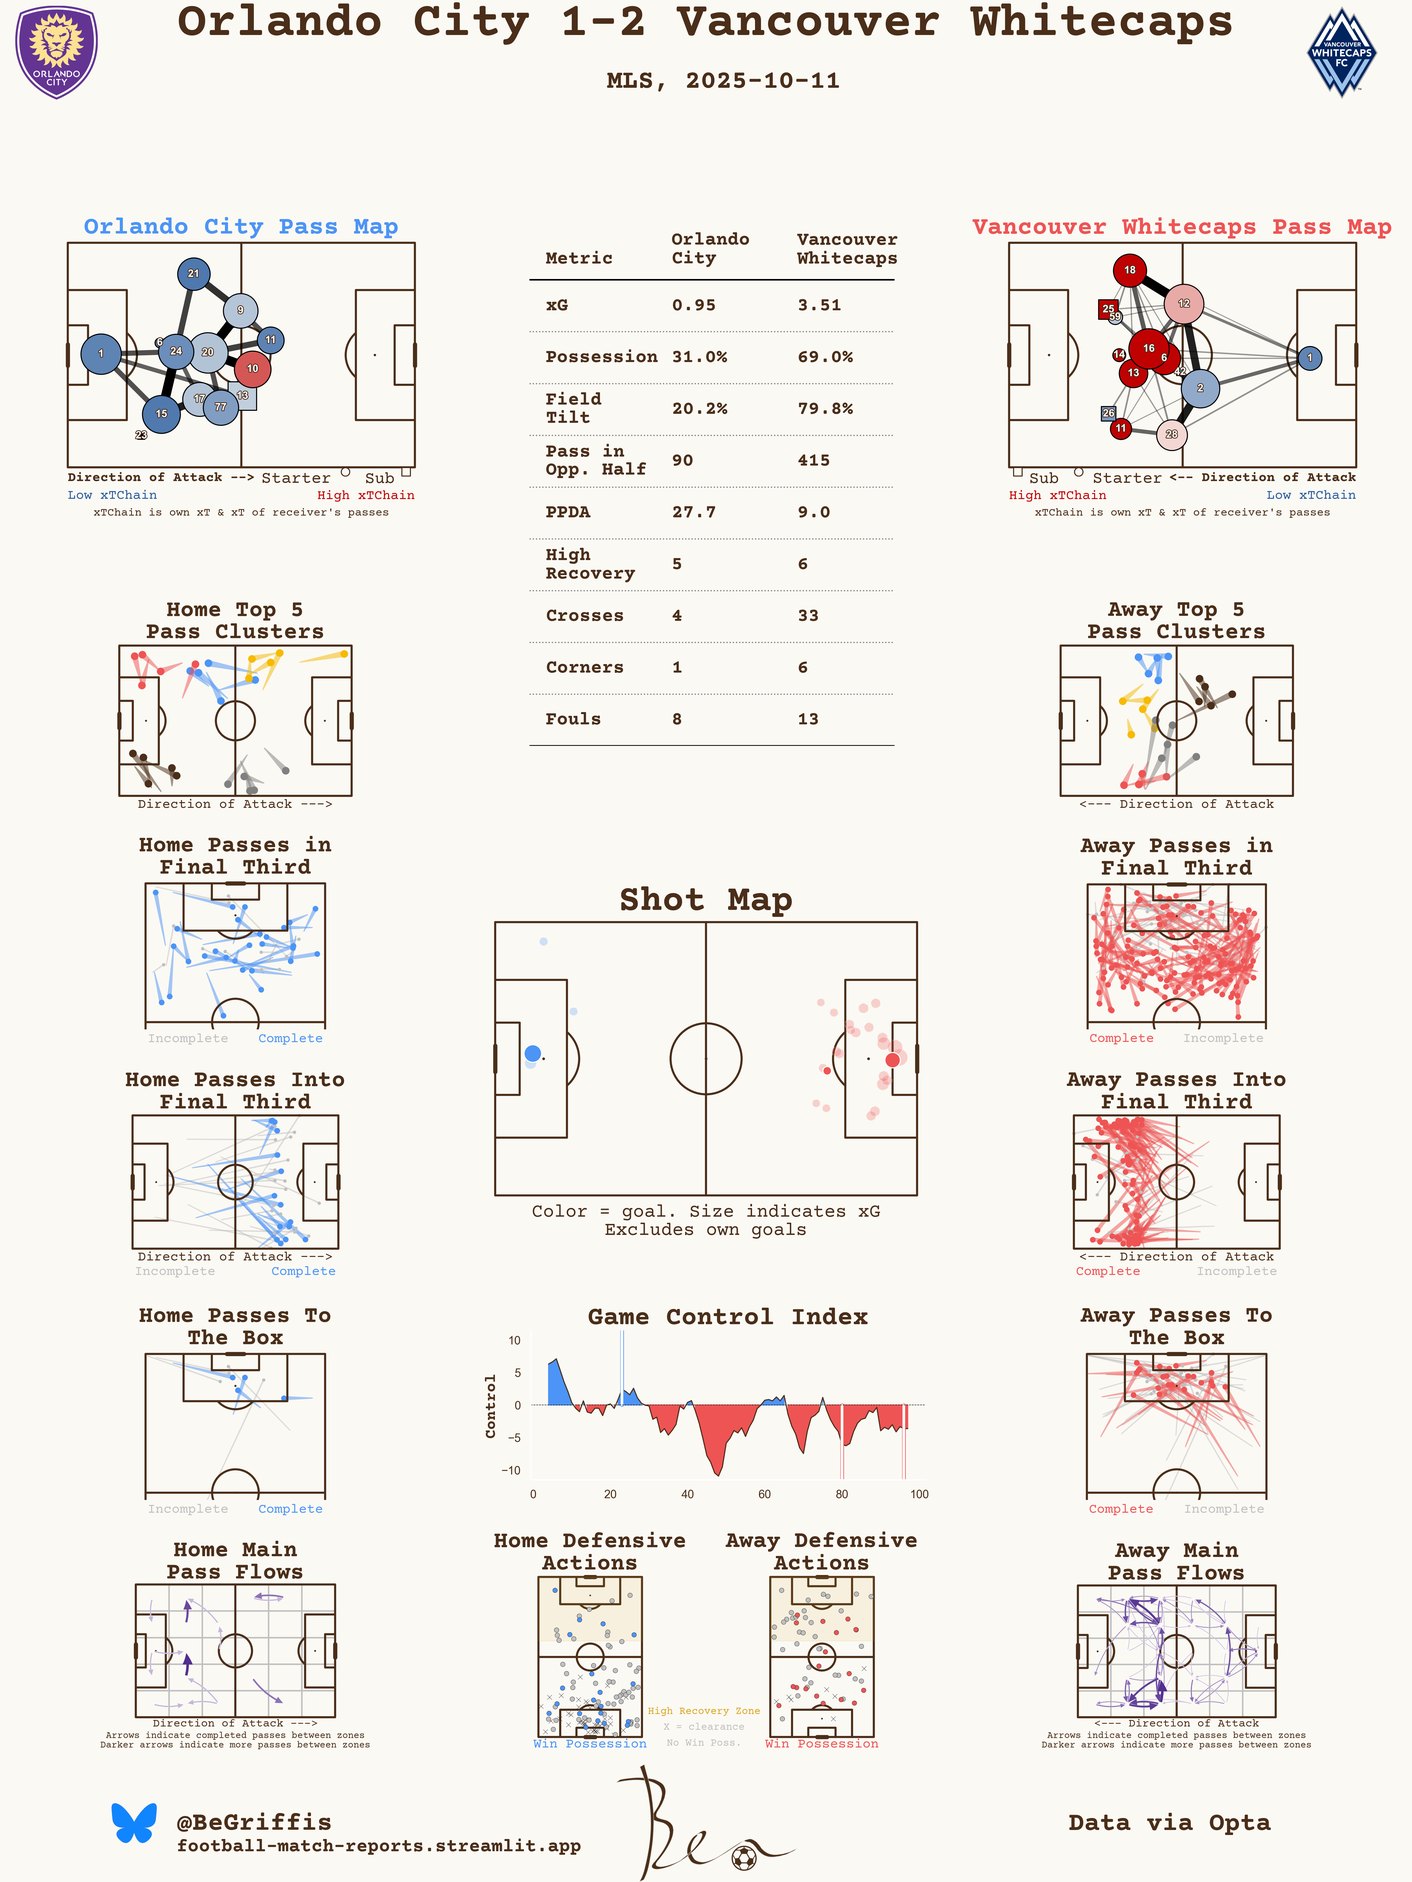 Orlando City 1-2 Vancouver Whitecaps
MLS, 2025-10-11
ORLANDO
CITY
VANCOUVER
WHITECAPS
FC
Orlando City Pass Map
21
9
6
1
24
20
11
10
17
13
15
77
23
Direction of Attack --> Starter Sub
Low xTChain High xTChain
xTChain is own xT & xT of receiver's passes
Metric Orlando City Vancouver Whitecaps
xG 0.95 3.51
Possession 31.0% 69.0%
Field Tilt 20.2% 79.8%
Pass in Opp. Half 90 415
PPDA 27.7 9.0
High Recovery 5 6
Crosses 4 33
Corners 1 6
Fouls 8 13
Vancouver Whitecaps Pass Map
18
25
59
12
14
16
6
1
13
42
2
26
11
28
Sub Starter <-- Direction of Attack
High xTChain Low xTChain
xTChain is own xT & xT of receiver's passes
Home Top 5
Pass Clusters
Direction of Attack --->
Away Top 5
Pass Clusters
<--- Direction of Attack
Home Passes in
Final Third
Incomplete Complete
Shot Map
Color = goal. Size indicates xG
Excludes own goals
Away Passes in
Final Third
Complete Incomplete
Home Passes Into
Final Third
Direction of Attack --->
Incomplete Complete
Away Passes Into
Final Third
<--- Direction of Attack
Complete Incomplete
Home Passes To
The Box
Incomplete Complete
Game Control Index
Control
10
5
0
−5
−10
0 20 40 60 80 100
Away Passes To
The Box
Complete Incomplete
Home Main
Pass Flows
Direction of Attack --->
Arrows indicate completed passes between zones
Darker arrows indicate more passes between zones
Home Defensive
Actions
Win Possession
High Recovery Zone
X = clearance
No Win Poss.
Away Defensive
Actions
Win Possession
Away Main
Pass Flows
<--- Direction of Attack
Arrows indicate completed passes between zones
Darker arrows indicate more passes between zones
@BeGriffis
football-match-reports.streamlit.app
Ben
Data via Opta